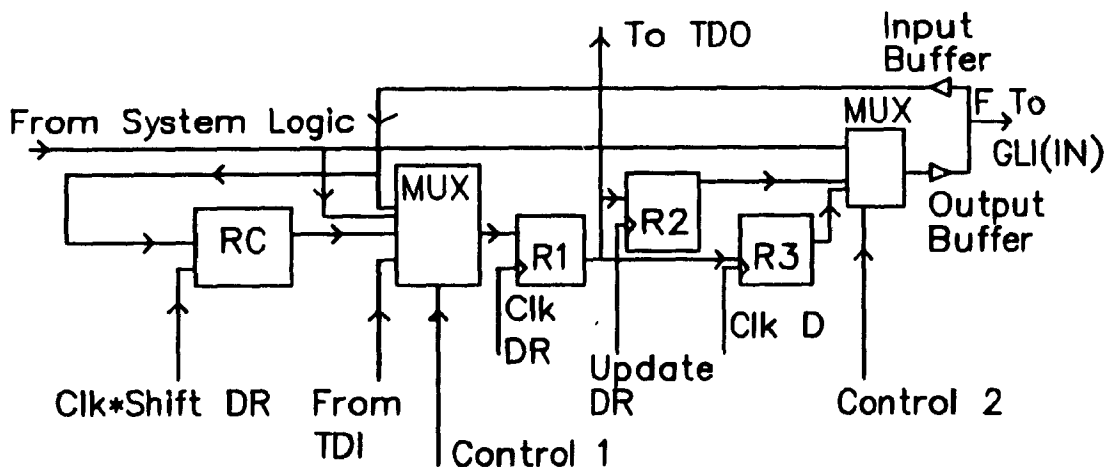 To TDO
Input
Buffer
From System Logic
MUX
F To
GLI(IN)
MUX
RC
R1
R2
R3
Output
Buffer
Clk
DR
Clk D
Update
DR
Clk*Shift DR
From
TDI
Control 1
Control 2